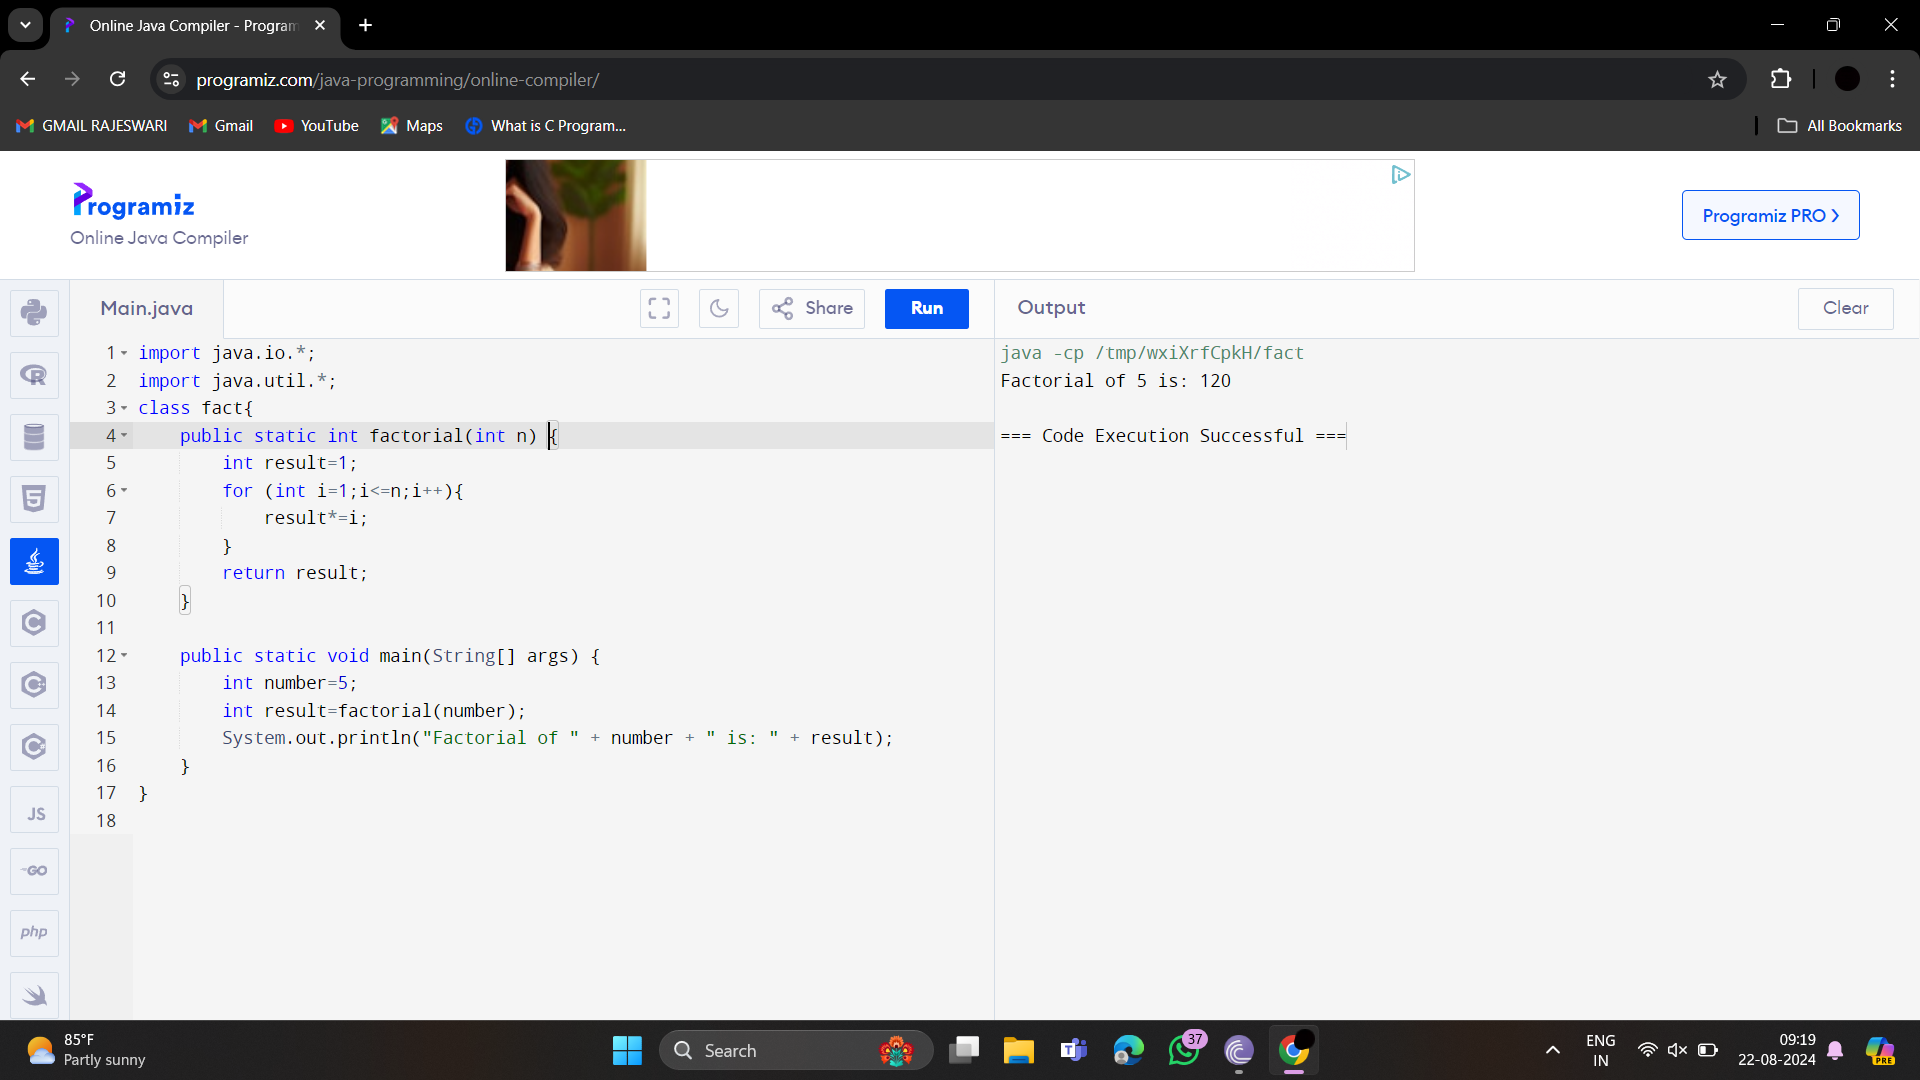 Online Java Compiler - Program
programiz.com/java-programming/online-compiler/
GMAIL RAJESWARI
Gmail
YouTube
Maps
What is C Program...
All Bookmarks
Programiz
Online Java Compiler
Programiz PRO >
Main.java
Share
Run
Output
Clear
1 import java.io.*;
2 import java.util.*;
3 class fact{
4     public static int factorial(int n) {
5         int result=1;
6         for (int i=1;i<=n;i++){
7             result*=i;
8         }
9         return result;
10     }
11
12     public static void main(String[] args) {
13         int number=5;
14         int result=factorial(number);
15         System.out.println("Factorial of " + number + " is: " + result);
16     }
17 }
18
java -cp /tmp/wxiXrfCpkH/fact
Factorial of 5 is: 120
=== Code Execution Successful ===
R
5
C
C
C
JS
GO
php
85°F
Partly sunny
Search
37
ENG
IN
09:19
22-08-2024
PRE